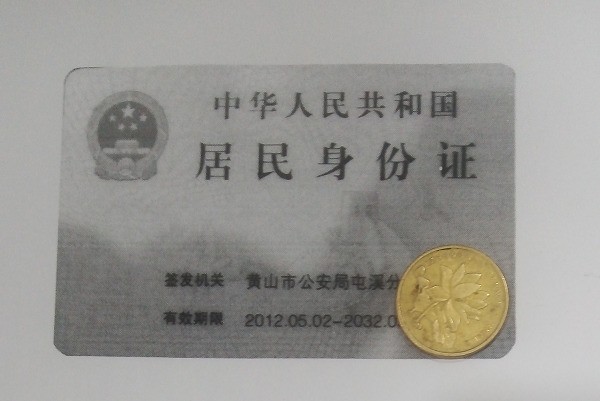 中华人民共和国
居民身份证
签发机关 黄山市公安局屯溪分
有效期限 2012.05.02-2032.0